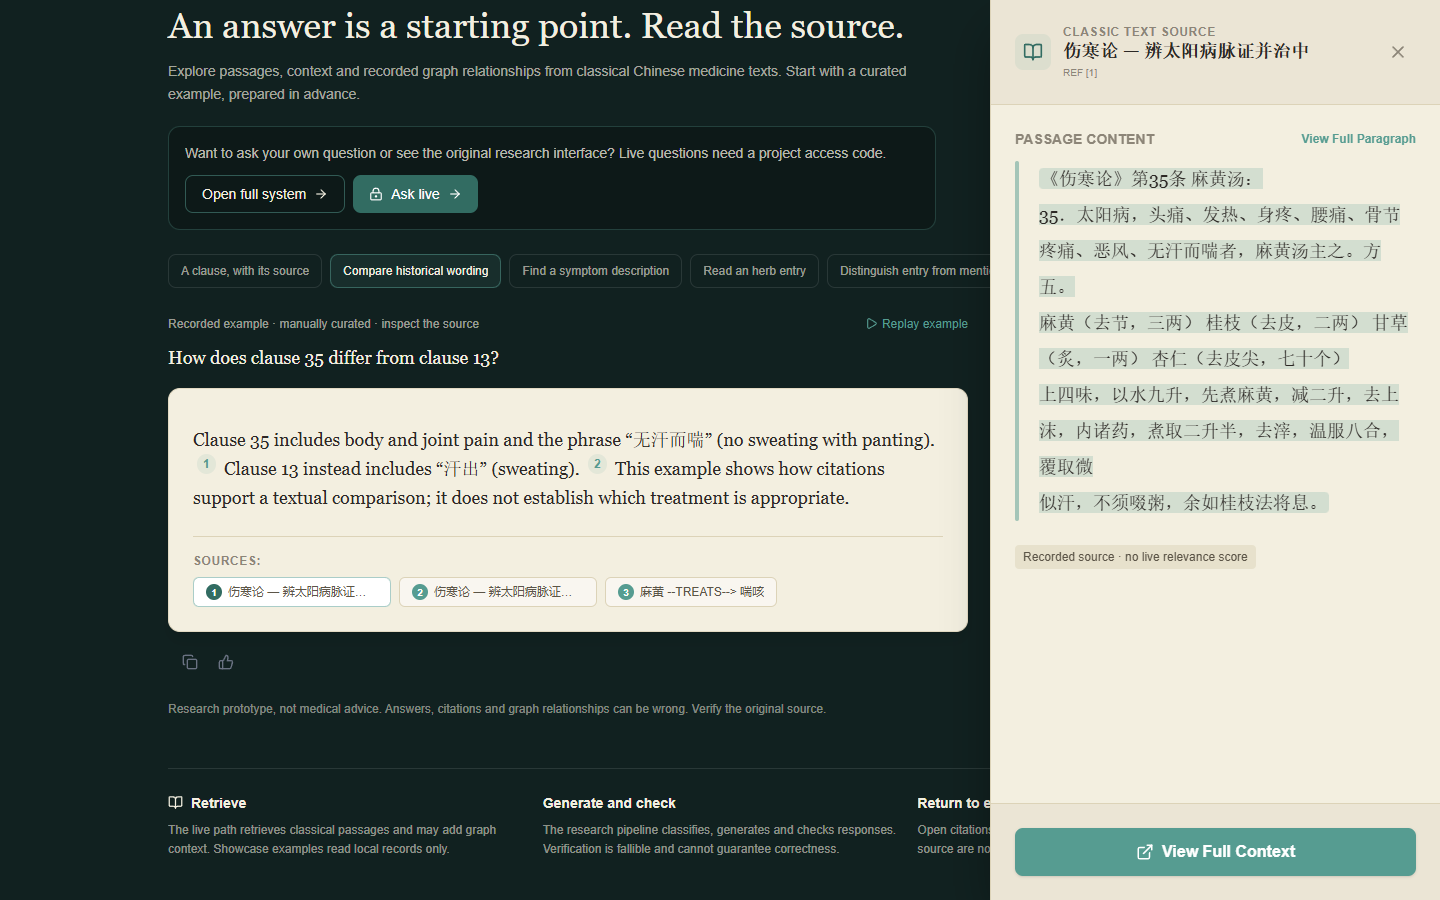 An answer is a starting point. Read the source.
Explore passages, context and recorded graph relationships from classical Chinese medicine texts. Start with a curated
example, prepared in advance.
Want to ask your own question or see the original research interface? Live questions need a project access code.
Open full system →
Ask live →
A clause, with its source
Compare historical wording
Find a symptom description
Read an herb entry
Distinguish entry from menti
Recorded example · manually curated · inspect the source
Replay example
How does clause 35 differ from clause 13?
Clause 35 includes body and joint pain and the phrase “无汗而喘” (no sweating with panting).
1 Clause 13 instead includes “汗出” (sweating). 2 This example shows how citations
support a textual comparison; it does not establish which treatment is appropriate.
SOURCES:
1 伤寒论 — 辨太阳病脉证...
2 伤寒论 — 辨太阳病脉证...
3 麻黄 --TREATS--> 喘咳
Research prototype, not medical advice. Answers, citations and graph relationships can be wrong. Verify the original source.
Retrieve
The live path retrieves classical passages and may add graph
context. Showcase examples read local records only.
Generate and check
The research pipeline classifies, generates and checks responses.
Verification is fallible and cannot guarantee correctness.
Return to e
Open citations
source are no
CLASSIC TEXT SOURCE
伤寒论 — 辨太阳病脉证并治中
REF [1]
PASSAGE CONTENT
View Full Paragraph
《伤寒论》第35条 麻黄汤：
35．太阳病，头痛、发热、身疼、腰痛、骨节
疼痛、恶风、无汗而喘者，麻黄汤主之。方
五。
麻黄（去节，三两） 桂枝（去皮，二两） 甘草
（炙，一两） 杏仁（去皮尖，七十个）
上四味，以水九升，先煮麻黄，减二升，去上
沫，内诸药，煮取二升半，去滓，温服八合，
覆取微
似汗，不须啜粥，余如桂枝法将息。
Recorded source · no live relevance score
View Full Context